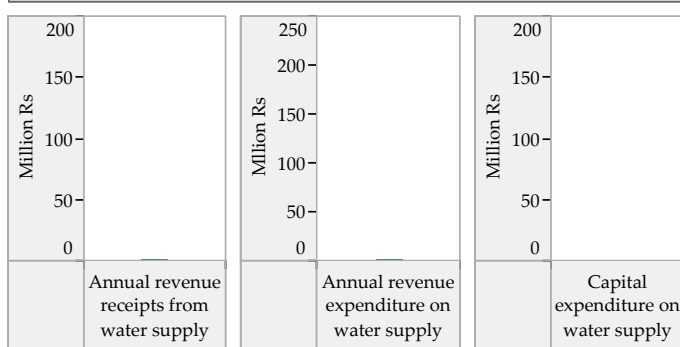 200
150
100
50
0
Million Rs
Annual revenue
receipts from
water supply
250
200
150
100
50
0
MIlion Rs
Annual revenue
expenditure on
water supply
200
150
100
50
0
Million Rs
Capital
expenditure on
water supply